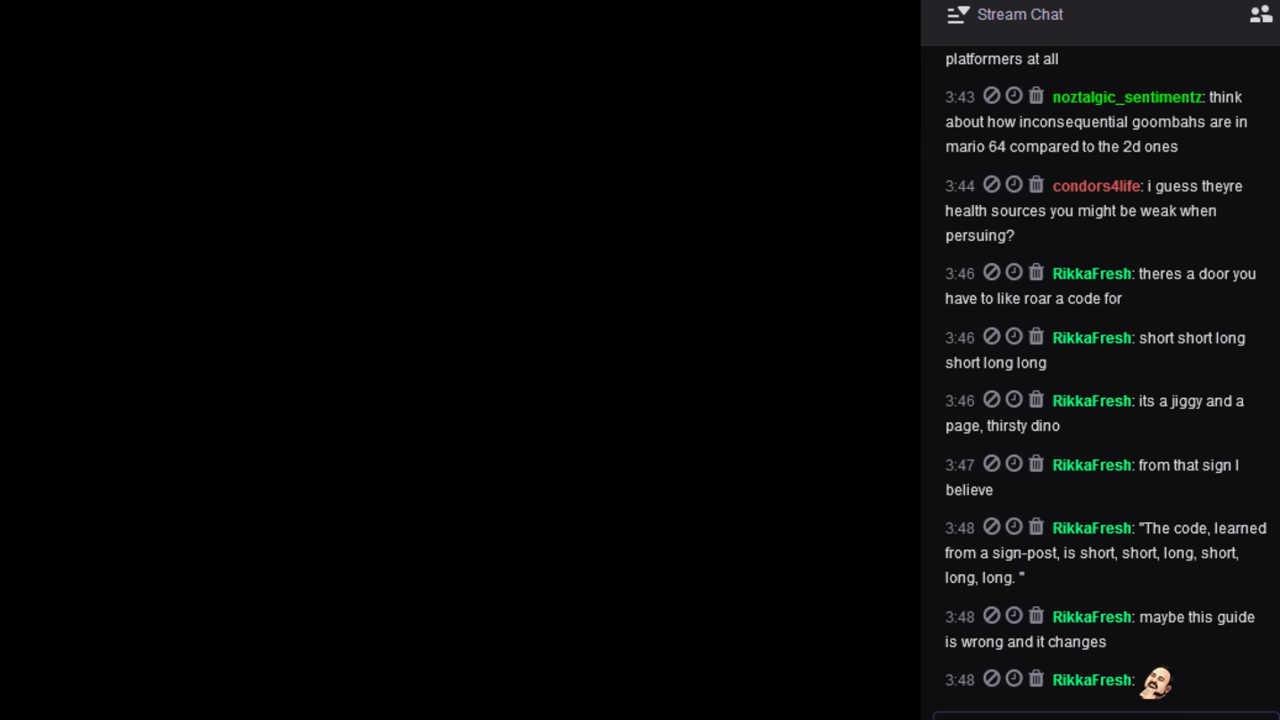 Stream Chat
platformers at all
3:43 noztalgic_sentimentz: think
about how inconsequential goombahs are in
mario 64 compared to the 2d ones
3:44 condors4life: i guess theyre
health sources you might be weak when
persuing?
3:46 RikkaFresh: theres a door you
have to like roar a code for
3:46 RikkaFresh: short short long
short long long
3:46 RikkaFresh: its a jiggy and a
page, thirsty dino
3:47 RikkaFresh: from that sign I
believe
3:48 RikkaFresh: "The code, learned
from a sign-post, is short, short, long, short,
long, long. "
3:48 RikkaFresh: maybe this guide
is wrong and it changes
3:48 RikkaFresh: